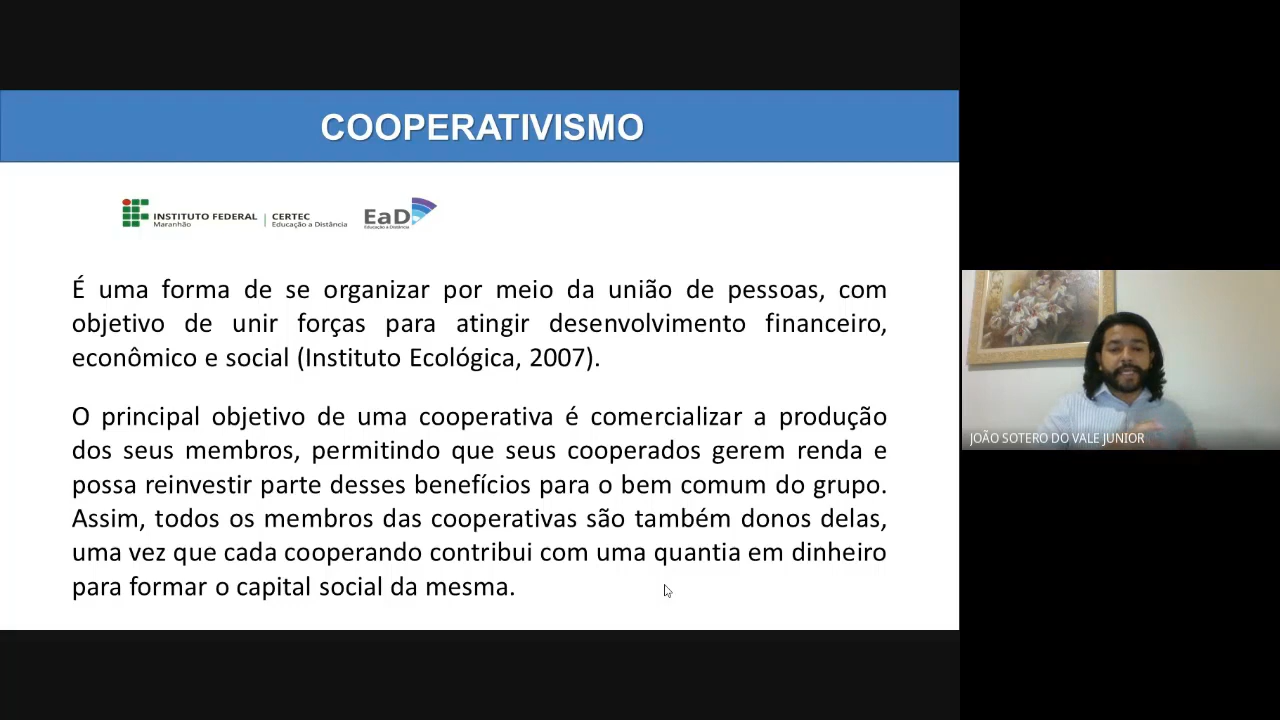 COOPERATIVISMO
INSTITUTO FEDERAL
Maranhão
CERTEC
Educação a Distância
EaD
Educação a Distância
É uma forma de se organizar por meio da união de pessoas, com
objetivo de unir forças para atingir desenvolvimento financeiro,
econômico e social (Instituto Ecológica, 2007).
O principal objetivo de uma cooperativa é comercializar a produção
dos seus membros, permitindo que seus cooperados gerem renda e
possa reinvestir parte desses benefícios para o bem comum do grupo.
Assim, todos os membros das cooperativas são também donos delas,
uma vez que cada cooperando contribui com uma quantia em dinheiro
para formar o capital social da mesma.
JOÃO SOTERO DO VALE JUNIOR